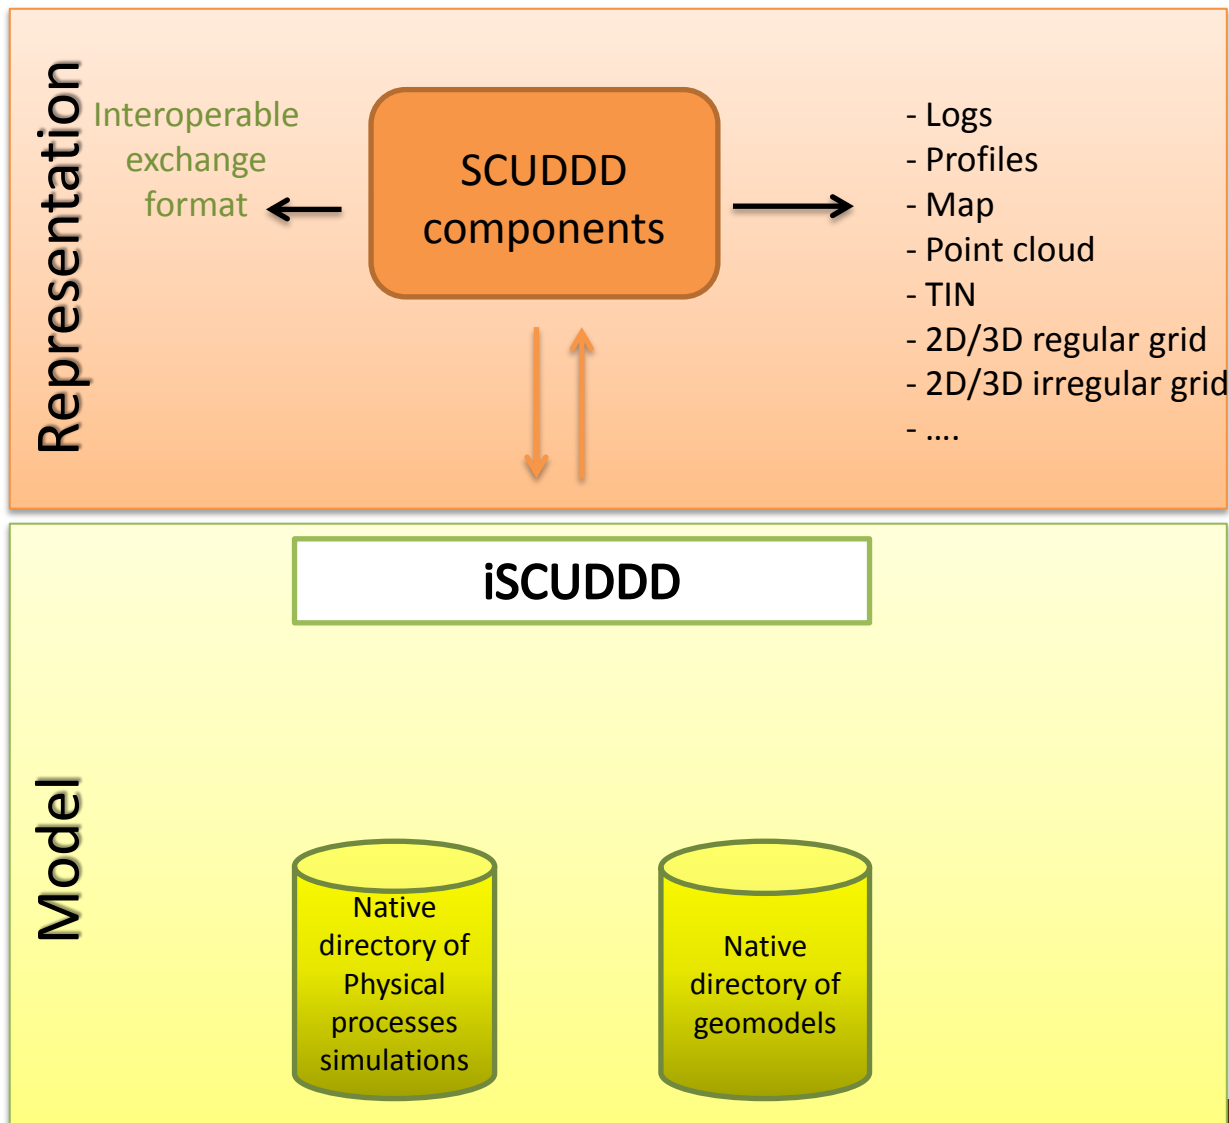 Representation
Interoperable
exchange
format
SCUDDD
components
- Logs
- Profiles
- Map
- Point cloud
- TIN
- 2D/3D regular grid
- 2D/3D irregular grid
- ....
Model
iSCUDDD
Native
directory of
Physical
processes
simulations
Native
directory of
geomodels